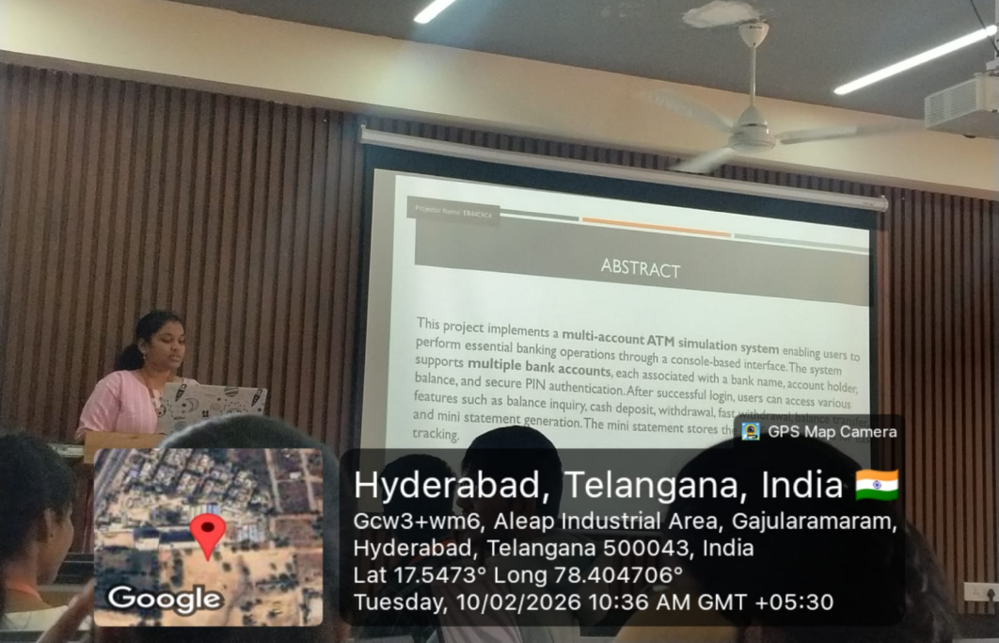 Projector Name: EB44C9C4
ABSTRACT
This project implements a multi-account ATM simulation system enabling users to
perform essential banking operations through a console-based interface. The system
supports multiple bank accounts, each associated with a bank name, account holder,
balance, and secure PIN authentication. After successful login, users can access various
features such as balance inquiry, cash deposit, withdrawal, fast withdrawal, balance transfer
and mini statement generation. The mini statement stores the
tracking.
GPS Map Camera
Hyderabad, Telangana, India
Gcw3+wm6, Aleap Industrial Area, Gajularamaram,
Hyderabad, Telangana 500043, India
Lat 17.5473° Long 78.404706°
Tuesday, 10/02/2026 10:36 AM GMT +05:30
Google